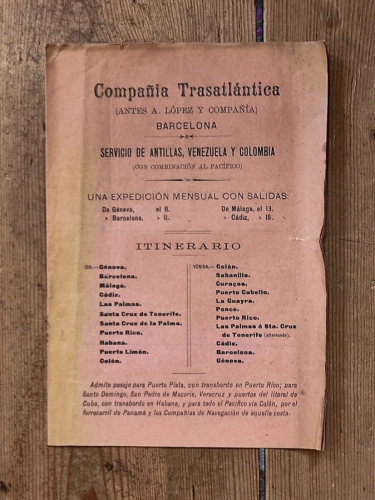 Compañía Trasatlántica
(ANTES A. LÓPEZ Y COMPAÑÍA)
BARCELONA
SERVICIO DE ANTILLAS, VENEZUELA Y COLOMBIA
(CON COMBINACIÓN AL PACÍFICO)
UNA EXPEDICIÓN MENSUAL CON SALIDAS:
De Génova, el 6. De Málaga, el 13.
» Barcelona, » 11. » Cádiz, » 15.
ITINERARIO
IDA.—Génova.
Barcelona.
Málaga.
Cádiz.
Las Palmas.
Santa Cruz de Tenerife.
Santa Cruz de la Palma.
Puerto Rico.
Habana.
Puerto Limón.
Colón.
VENIDA.—Colón.
Sabanilla.
Curaçao.
Puerto Cabello.
La Guayra.
Ponce.
Puerto Rico.
Las Palmas ó Sta. Cruz
de Tenerife (alternando).
Cádiz.
Barcelona.
Génova.
Admite pasaje para Puerto Plata, con transbordo en Puerto Rico; para
Santo Domingo, San Pedro de Macoris, Veracruz y puertos del litoral de
Cuba, con transbordo en Habana, y para todo el Pacífico vía Colón, por el
ferrocarril de Panamá y las Compañías de Navegación de aquella costa.